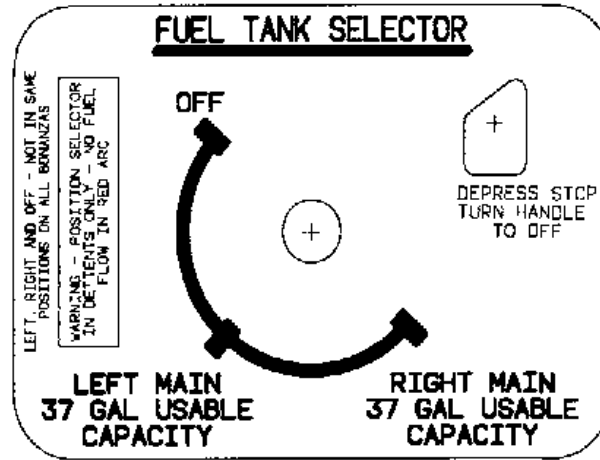 FUEL TANK SELECTOR
LEFT, RIGHT AND OFF - NOT IN SAME
POSITIONS ON ALL BONANZAS
WARNING - POSITION SELECTOR
IN DETTENTS ONLY - NO FUEL
FLOW IN RED ARC
OFF
DEPRESS STOP
TURN HANDLE
TO OFF
LEFT MAIN
37 GAL USABLE
CAPACITY
RIGHT MAIN
37 GAL USABLE
CAPACITY